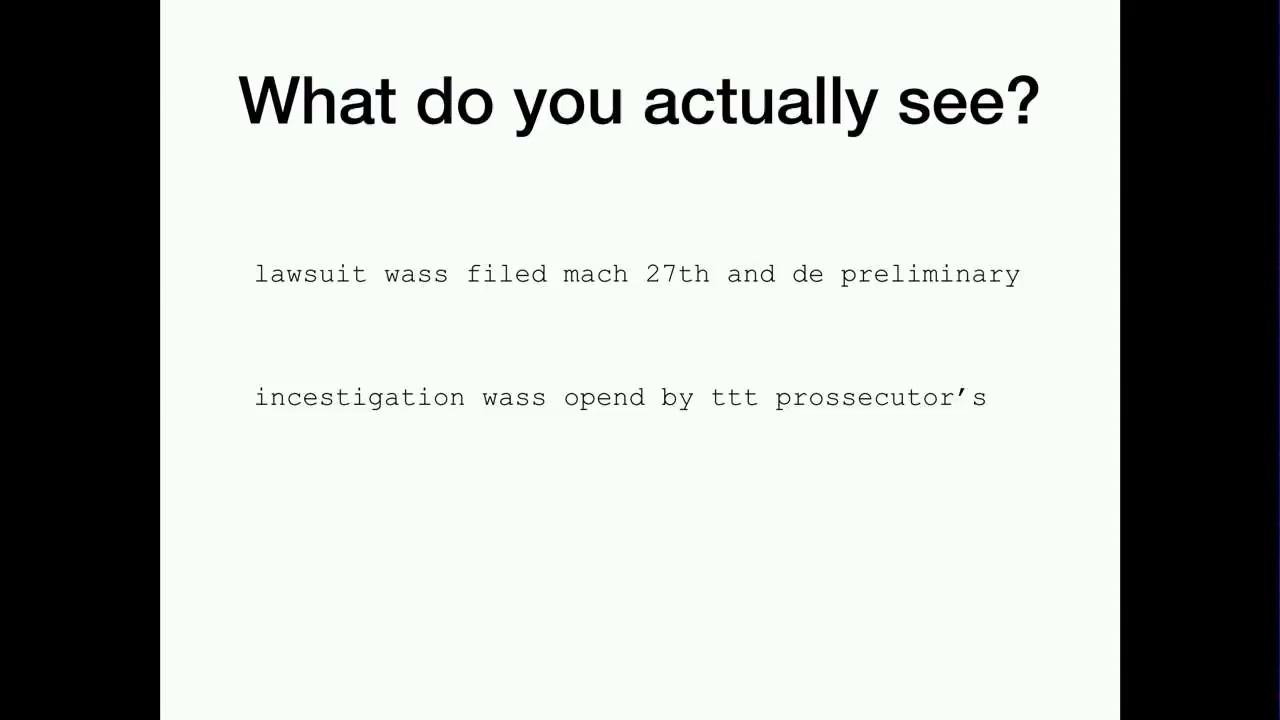 What do you actually see?
lawsuit wass filed mach 27th and de preliminary
incestigation wass opend by ttt prossecutor’s